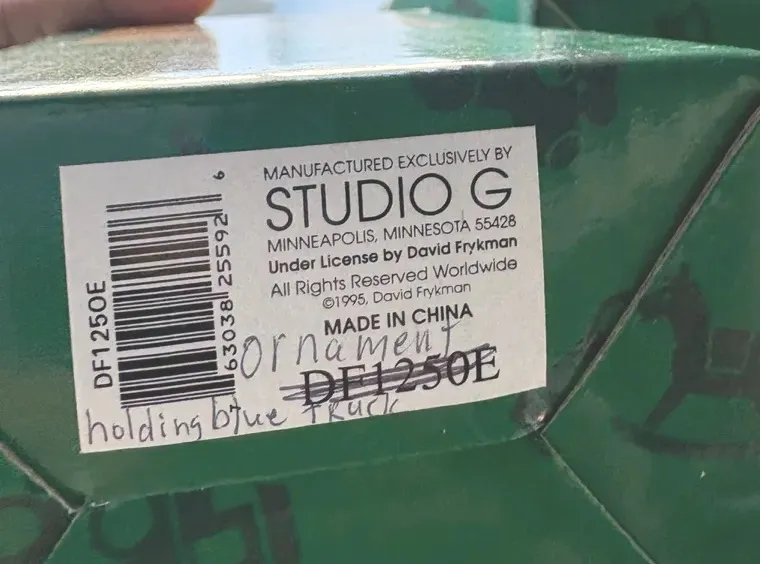 MANUFACTURED EXCLUSIVELY BY
STUDIO G
MINNEAPOLIS, MINNESOTA 55428
Under License by David Frykman
All Rights Reserved Worldwide
©1995, David Frykman
MADE IN CHINA
ornament
DF1250E
holding blue truck
DF1250E
7 63038 25592 6